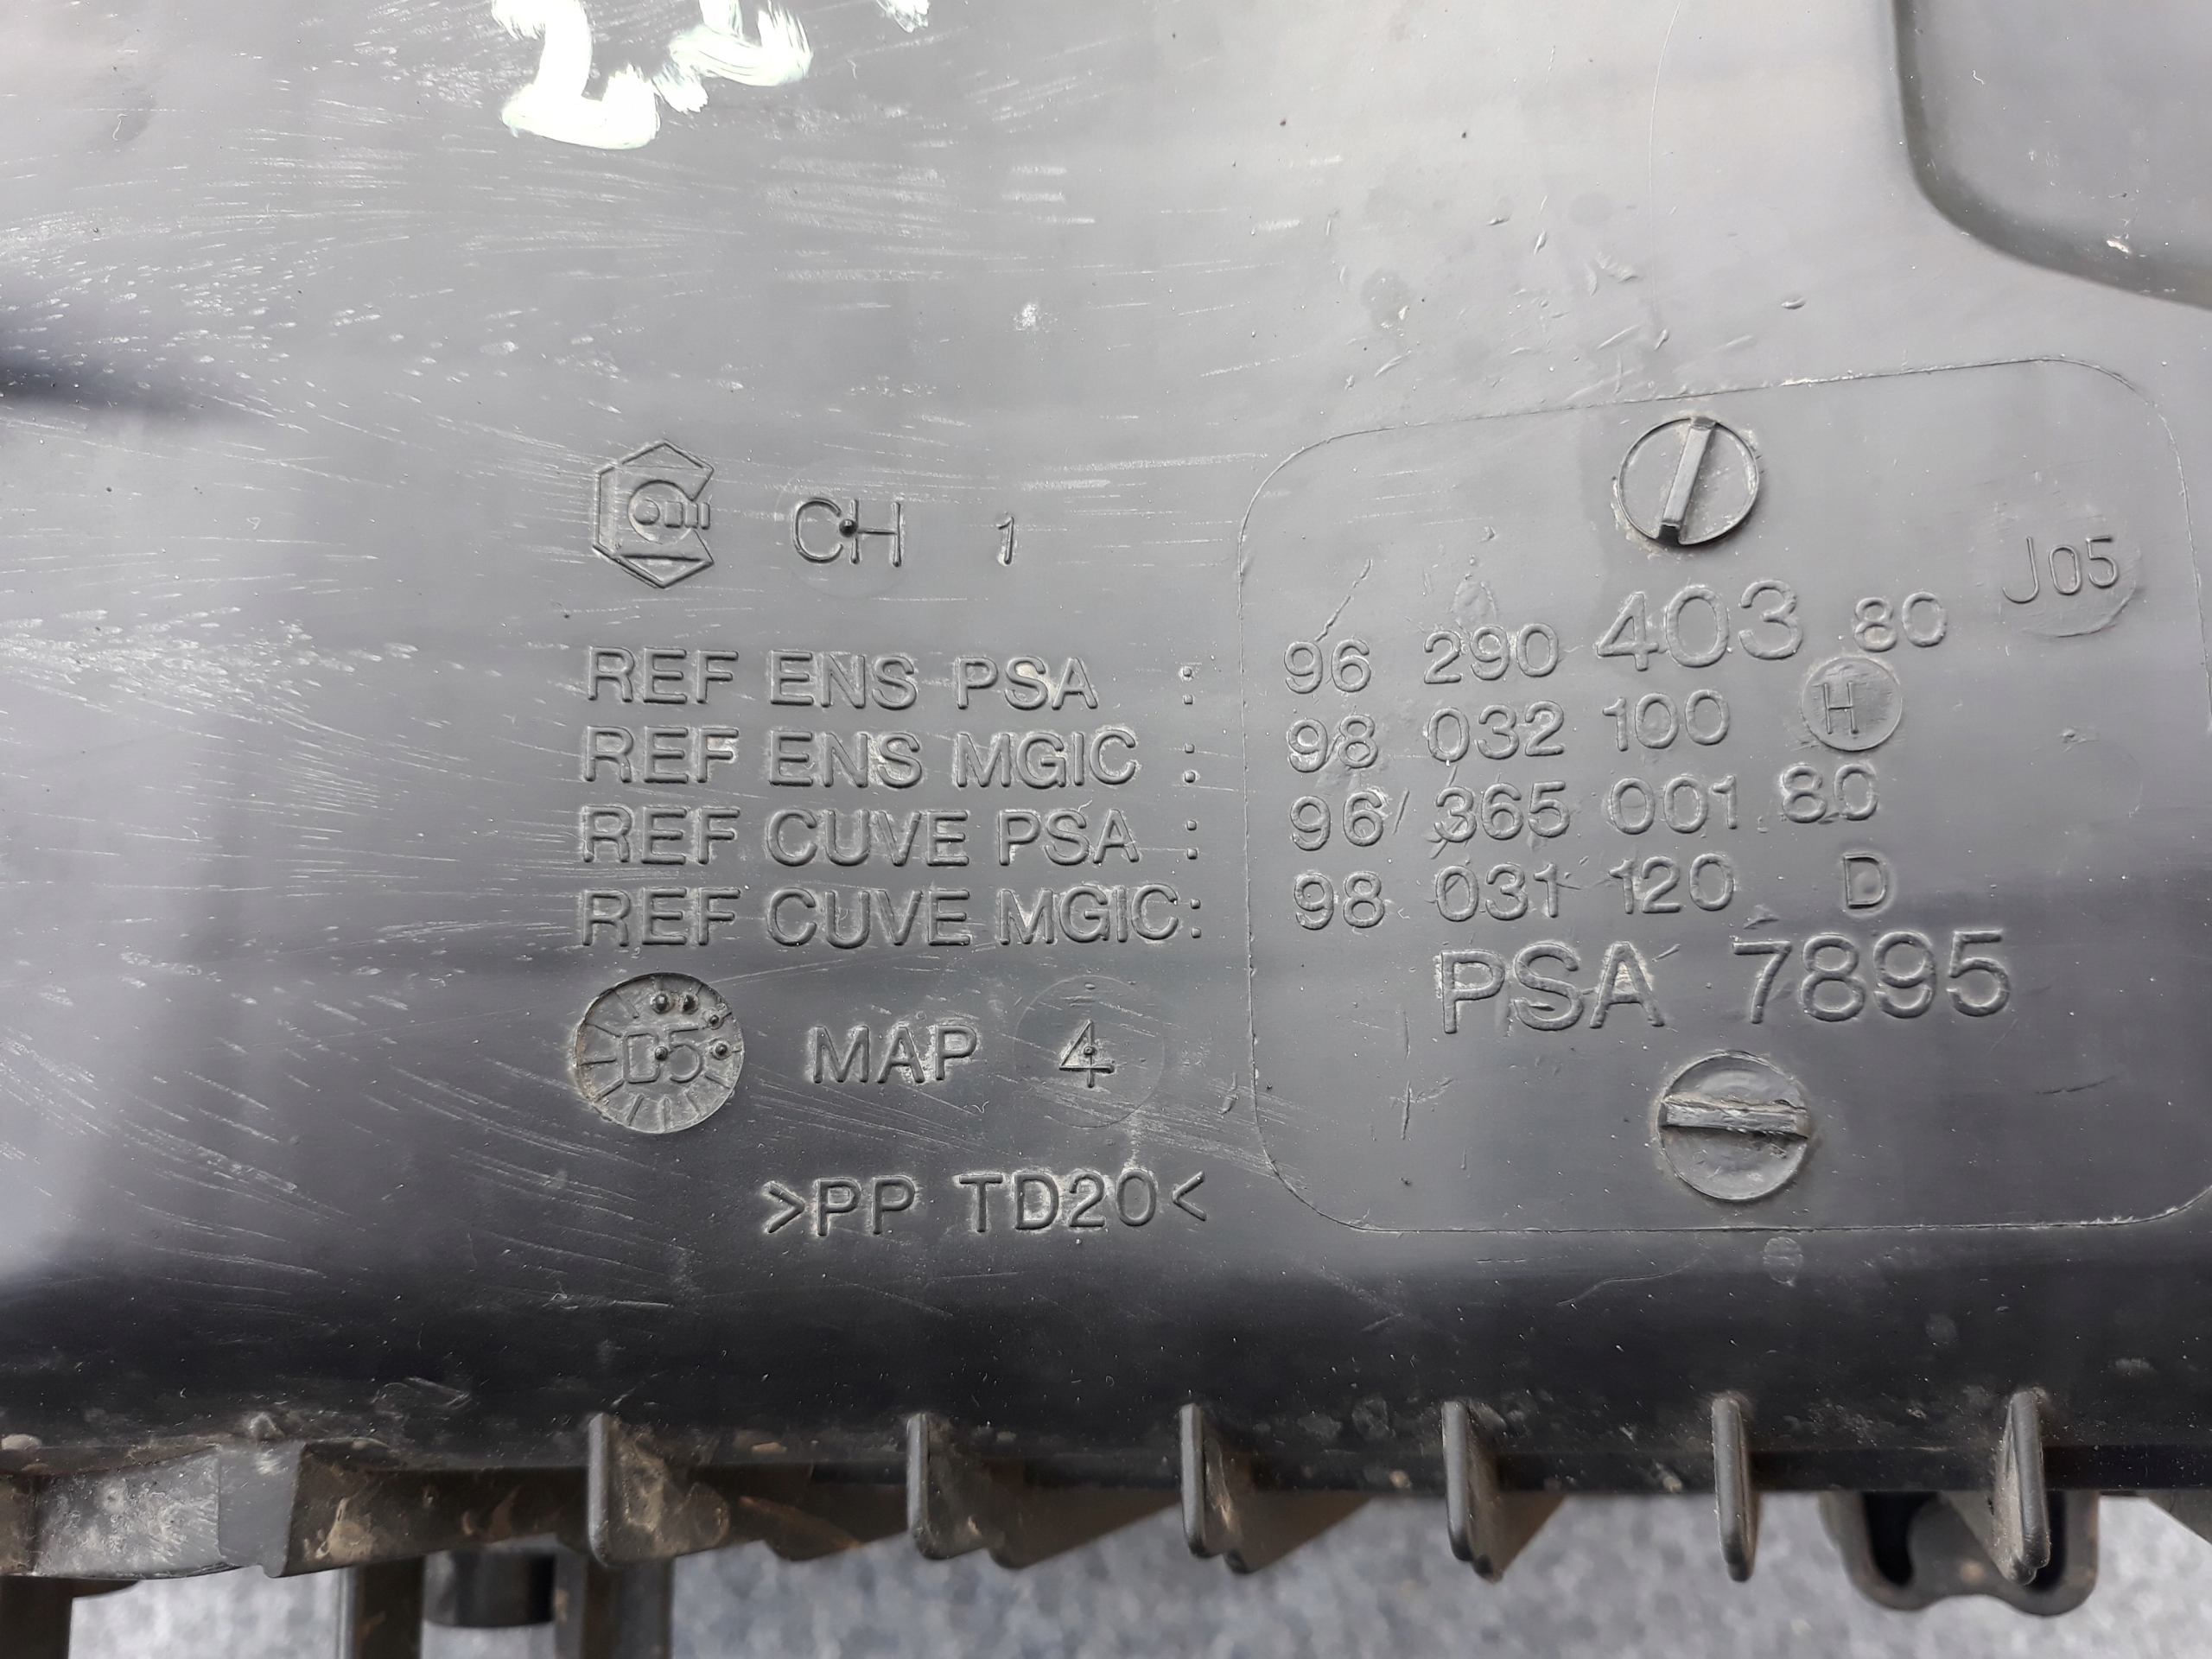 CH 1
J05
REF ENS PSA : 96 290 403 80
REF ENS MGIC : 98 032 100 H
REF CUVE PSA : 96 365 001 80
REF CUVE MGIC: 98 031 120 D
PSA 7895
D5 MAP 4
>PP TD20<